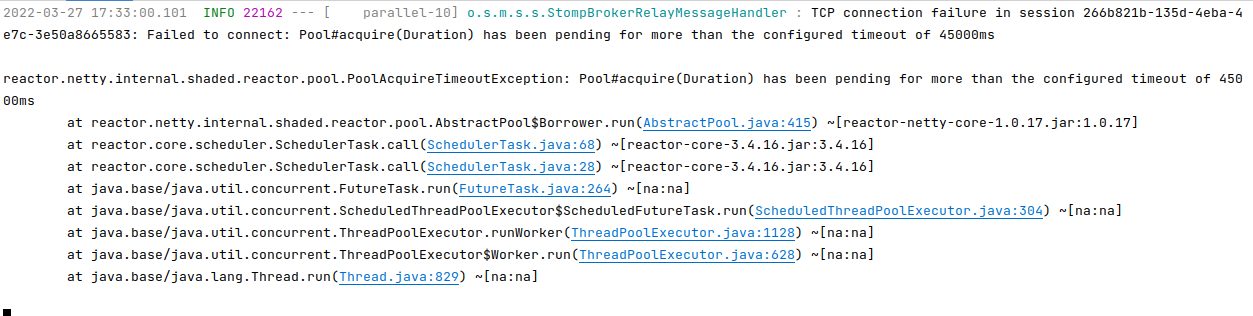 2022-03-27 17:33:00.101  INFO 22162 --- [    parallel-10] o.s.m.s.s.StompBrokerRelayMessageHandler : TCP connection failure in session 266b821b-135d-4eba-4
e7c-3e50a8665583: Failed to connect: Pool#acquire(Duration) has been pending for more than the configured timeout of 45000ms
reactor.netty.internal.shaded.reactor.pool.PoolAcquireTimeoutException: Pool#acquire(Duration) has been pending for more than the configured timeout of 450
00ms
at reactor.netty.internal.shaded.reactor.pool.AbstractPool$Borrower.run(AbstractPool.java:415) ~[reactor-netty-core-1.0.17.jar:1.0.17]
at reactor.core.scheduler.SchedulerTask.call(SchedulerTask.java:68) ~[reactor-core-3.4.16.jar:3.4.16]
at reactor.core.scheduler.SchedulerTask.call(SchedulerTask.java:28) ~[reactor-core-3.4.16.jar:3.4.16]
at java.base/java.util.concurrent.FutureTask.run(FutureTask.java:264) ~[na:na]
at java.base/java.util.concurrent.ScheduledThreadPoolExecutor$ScheduledFutureTask.run(ScheduledThreadPoolExecutor.java:304) ~[na:na]
at java.base/java.util.concurrent.ThreadPoolExecutor.runWorker(ThreadPoolExecutor.java:1128) ~[na:na]
at java.base/java.util.concurrent.ThreadPoolExecutor$Worker.run(ThreadPoolExecutor.java:628) ~[na:na]
at java.base/java.lang.Thread.run(Thread.java:829) ~[na:na]